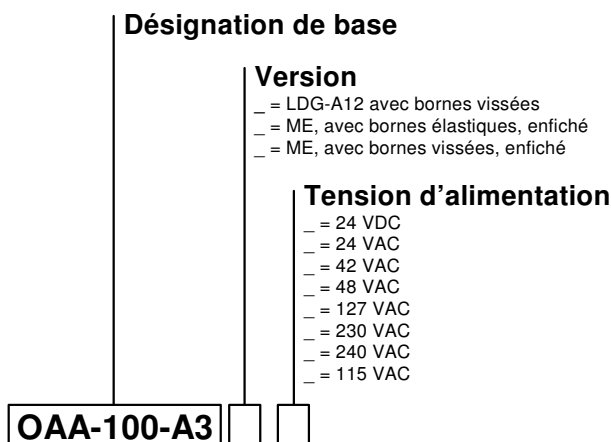 Désignation de base
Version
_ = LDG-A12 avec bornes vissées
_ = ME, avec bornes élastiques, enfiché
_ = ME, avec bornes vissées, enfiché
Tension d’alimentation
_ = 24 VDC
_ = 24 VAC
_ = 42 VAC
_ = 48 VAC
_ = 127 VAC
_ = 230 VAC
_ = 240 VAC
_ = 115 VAC
OAA-100-A3